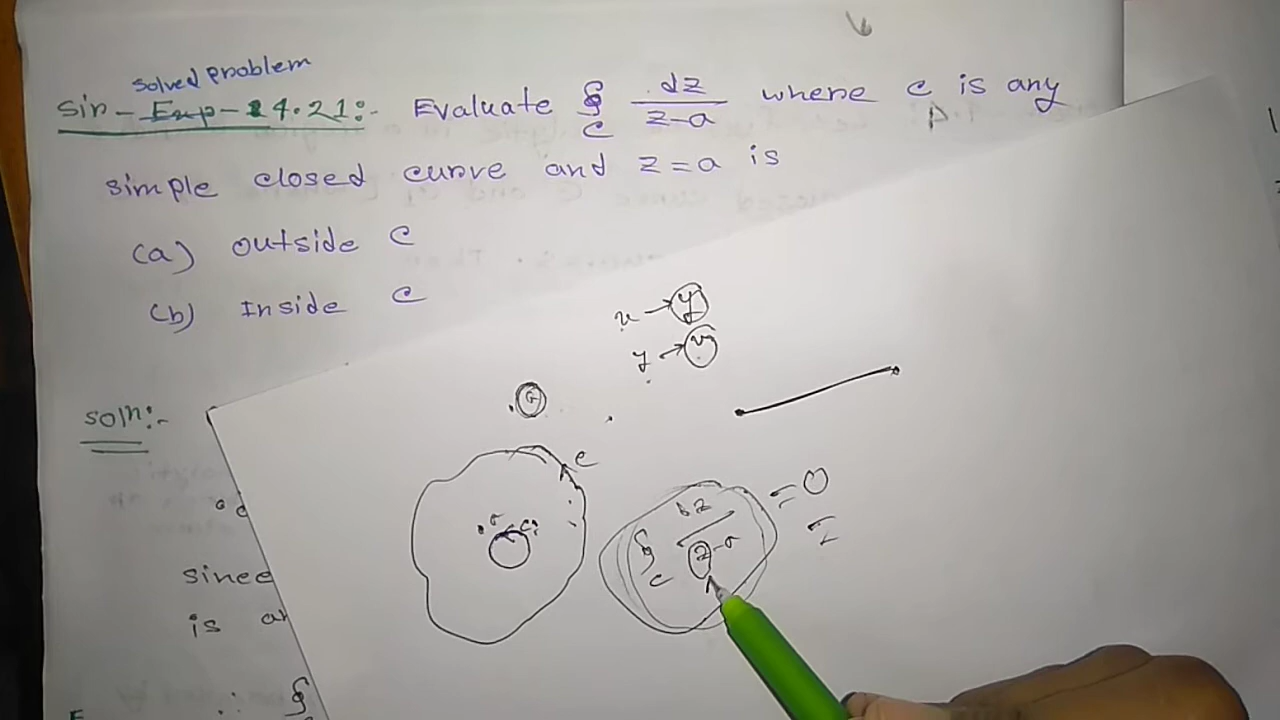 solved problem
Sir- Exp-24.21:- Evaluate ∮_C dz/(z-a) where C is any
simple closed curve and z=a is
(a) outside C
(b) Inside C
Soln:-
since
is
∴ ∮
x → y
y →
C
∮_C dz/(z-a) = 0